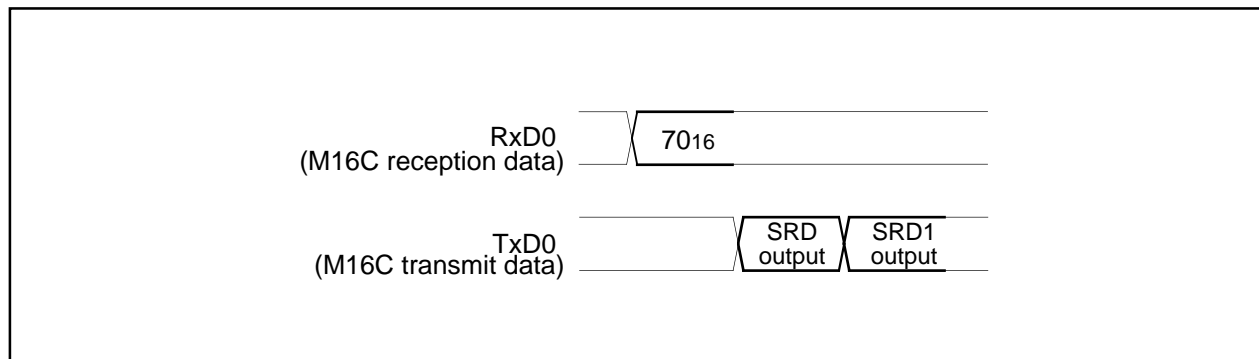 RxD0
(M16C reception data)
7016
TxD0
(M16C transmit data)
SRD
output
SRD1
output